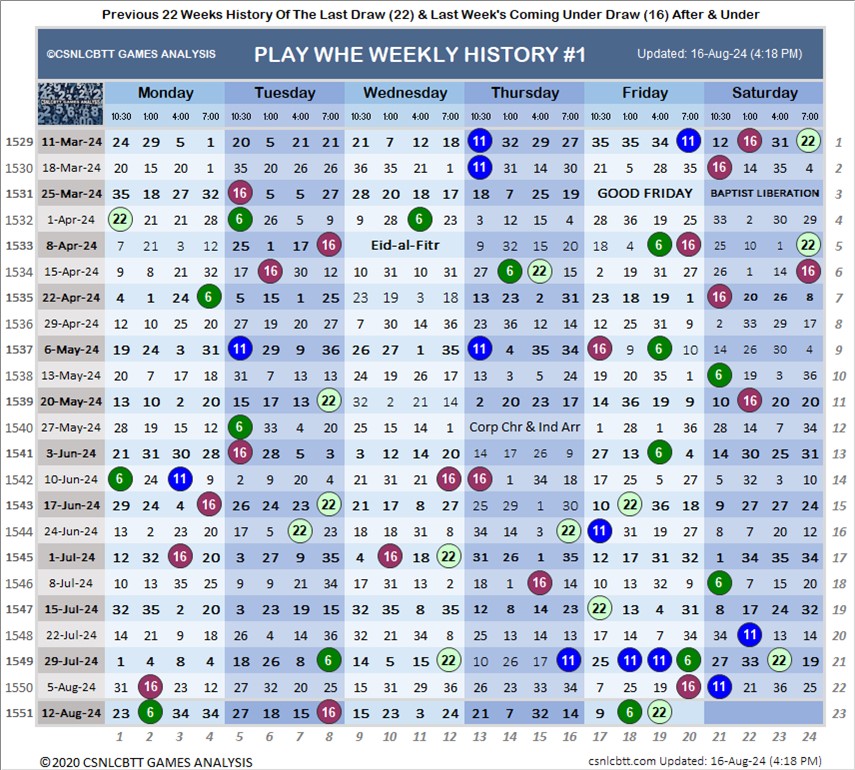 Previous 22 Weeks History Of The Last Draw (22) & Last Week's Coming Under Draw (16) After & Under
©CSNLCBTT GAMES ANALYSIS PLAY WHE WEEKLY HISTORY #1 Updated: 16-Aug-24 (4:18 PM)
Monday Tuesday Wednesday Thursday Friday Saturday
CSNLCBTT GAMES ANALYSIS 10:30 1:00 4:00 7:00 10:30 1:00 4:00 7:00 10:30 1:00 4:00 7:00 10:30 1:00 4:00 7:00 10:30 1:00 4:00 7:00 10:30 1:00 4:00 7:00
1529 11-Mar-24 24 29 5 1 20 5 21 21 21 7 12 18 11 32 29 27 35 35 34 11 12 16 31 22 1
1530 18-Mar-24 20 15 20 3 35 20 26 26 36 35 21 1 11 31 14 30 21 5 28 35 16 14 35 4 2
1531 25-Mar-24 35 18 27 32 16 5 5 27 28 20 18 17 18 7 25 19 GOOD FRIDAY BAPTIST LIBERATION 3
1532 1-Apr-24 22 21 21 28 6 26 5 9 4 9 6 23 3 12 15 4 28 36 19 25 33 2 30 29 4
1533 8-Apr-24 7 21 3 12 25 1 17 16 Eid-al-Fitr 9 32 15 20 18 4 6 16 25 10 1 22 5
1534 15-Apr-24 9 8 21 32 17 16 30 12 10 31 10 31 27 6 22 15 2 19 31 27 26 1 14 16 6
1535 22-Apr-24 4 1 24 6 5 15 1 25 23 19 3 18 13 23 2 31 23 18 19 1 16 20 26 8 7
1536 29-Apr-24 12 10 25 20 27 19 20 27 7 30 14 36 23 36 12 14 12 25 31 9 2 33 29 17 8
1537 6-May-24 19 24 3 31 11 29 9 36 26 27 1 35 11 4 35 34 16 9 6 10 14 26 30 4 9
1538 13-May-24 20 7 17 18 31 7 13 13 24 19 26 17 13 3 5 24 19 20 35 1 6 19 3 36 10
1539 20-May-24 13 10 2 20 15 17 13 22 32 2 21 14 2 20 23 17 14 36 19 9 10 16 20 20 11
1540 27-May-24 28 19 15 12 6 33 4 20 25 15 14 1 Corp Chr & Ind Arr 1 28 1 36 28 14 7 34 12
1541 3-Jun-24 21 31 30 28 16 28 5 3 3 12 14 20 14 17 26 9 27 13 6 4 14 30 25 31 13
1542 10-Jun-24 6 24 11 3 2 9 20 4 21 21 12 16 16 1 34 18 17 25 5 27 5 32 3 10 14
1543 17-Jun-24 29 24 4 16 26 24 23 22 21 17 8 27 25 29 1 30 10 22 36 18 9 27 27 24 15
1544 24-Jun-24 13 2 23 20 17 5 22 23 18 18 31 8 34 14 3 22 11 31 19 27 8 7 20 12 16
1545 1-Jul-24 12 32 16 20 3 27 9 35 4 16 18 22 31 26 1 35 12 17 31 32 1 34 35 34 17
1546 8-Jul-24 10 13 35 25 9 9 21 34 17 31 13 2 18 1 16 14 10 13 32 9 6 7 15 20 18
1547 15-Jul-24 32 35 2 20 3 23 19 15 32 35 8 35 12 8 14 23 22 13 4 31 8 17 24 32 19
1548 22-Jul-24 14 21 9 18 26 4 14 36 32 21 34 8 25 13 14 13 17 14 7 34 34 11 13 14 20
1549 29-Jul-24 1 4 8 4 18 26 8 6 14 5 15 22 10 26 17 11 25 11 11 6 27 33 22 19 21
1550 5-Aug-24 31 16 23 12 27 32 20 25 15 31 29 36 26 23 33 34 7 25 19 16 11 21 36 25 22
1551 12-Aug-24 23 6 34 34 27 18 15 16 15 23 3 24 21 7 32 14 9 6 22 23
1 2 3 4 5 6 7 8 9 10 11 12 13 14 15 16 17 18 19 20 21 22 23 24
©2020 CSNLCBTT GAMES ANALYSIS csnlcbtt.com Updated: 16-Aug-24 (4:18 PM)